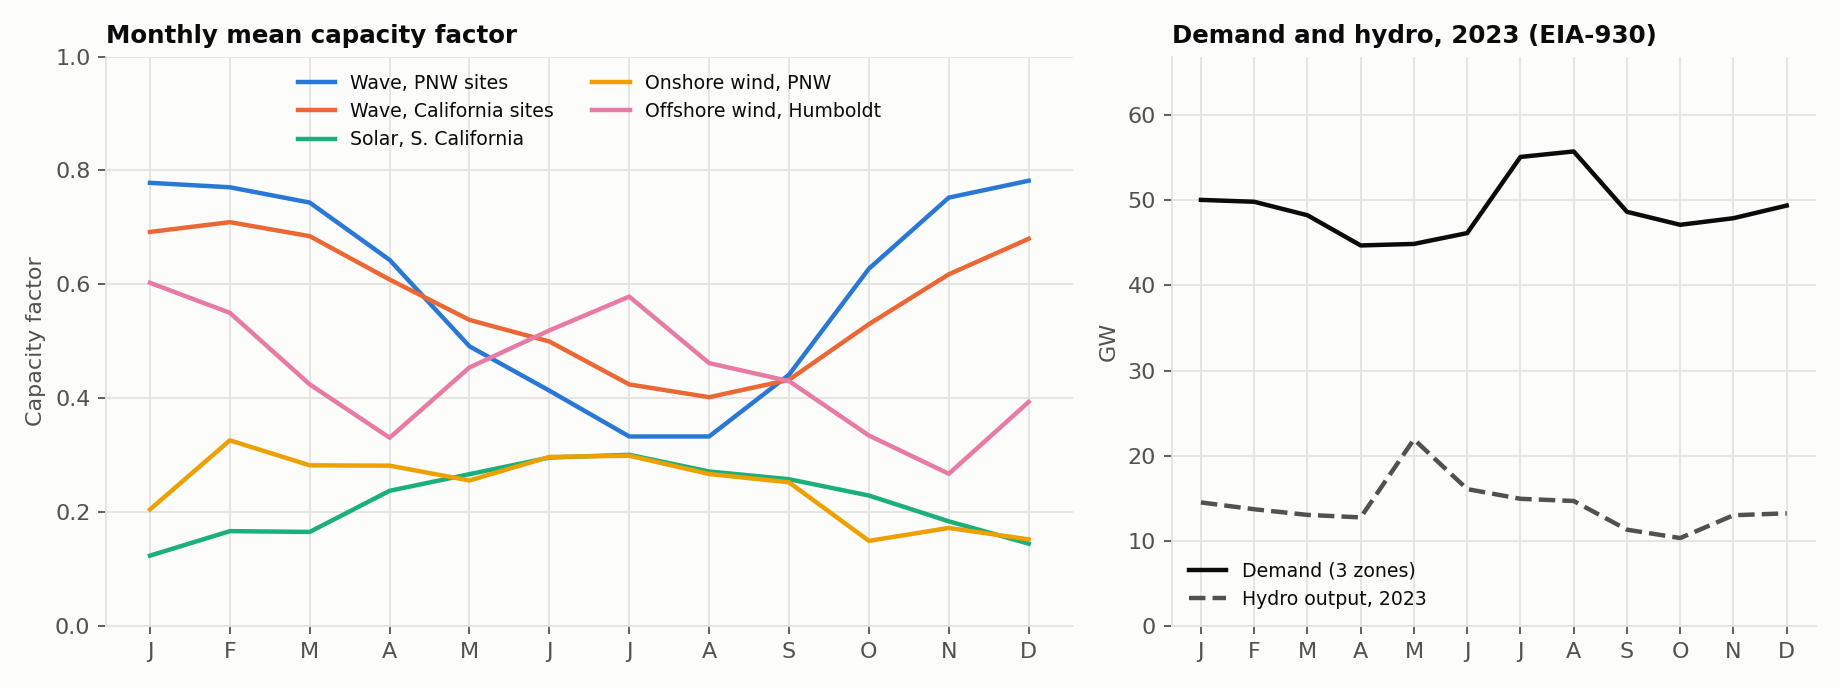 Monthly mean capacity factor
1.0
0.8
0.6
0.4
0.2
0.0
Capacity factor
Wave, PNW sites
Wave, California sites
Solar, S. California
Onshore wind, PNW
Offshore wind, Humboldt
J F M A M J J A S O N D
Demand and hydro, 2023 (EIA-930)
60
50
40
30
20
10
0
GW
Demand (3 zones)
Hydro output, 2023
J F M A M J J A S O N D